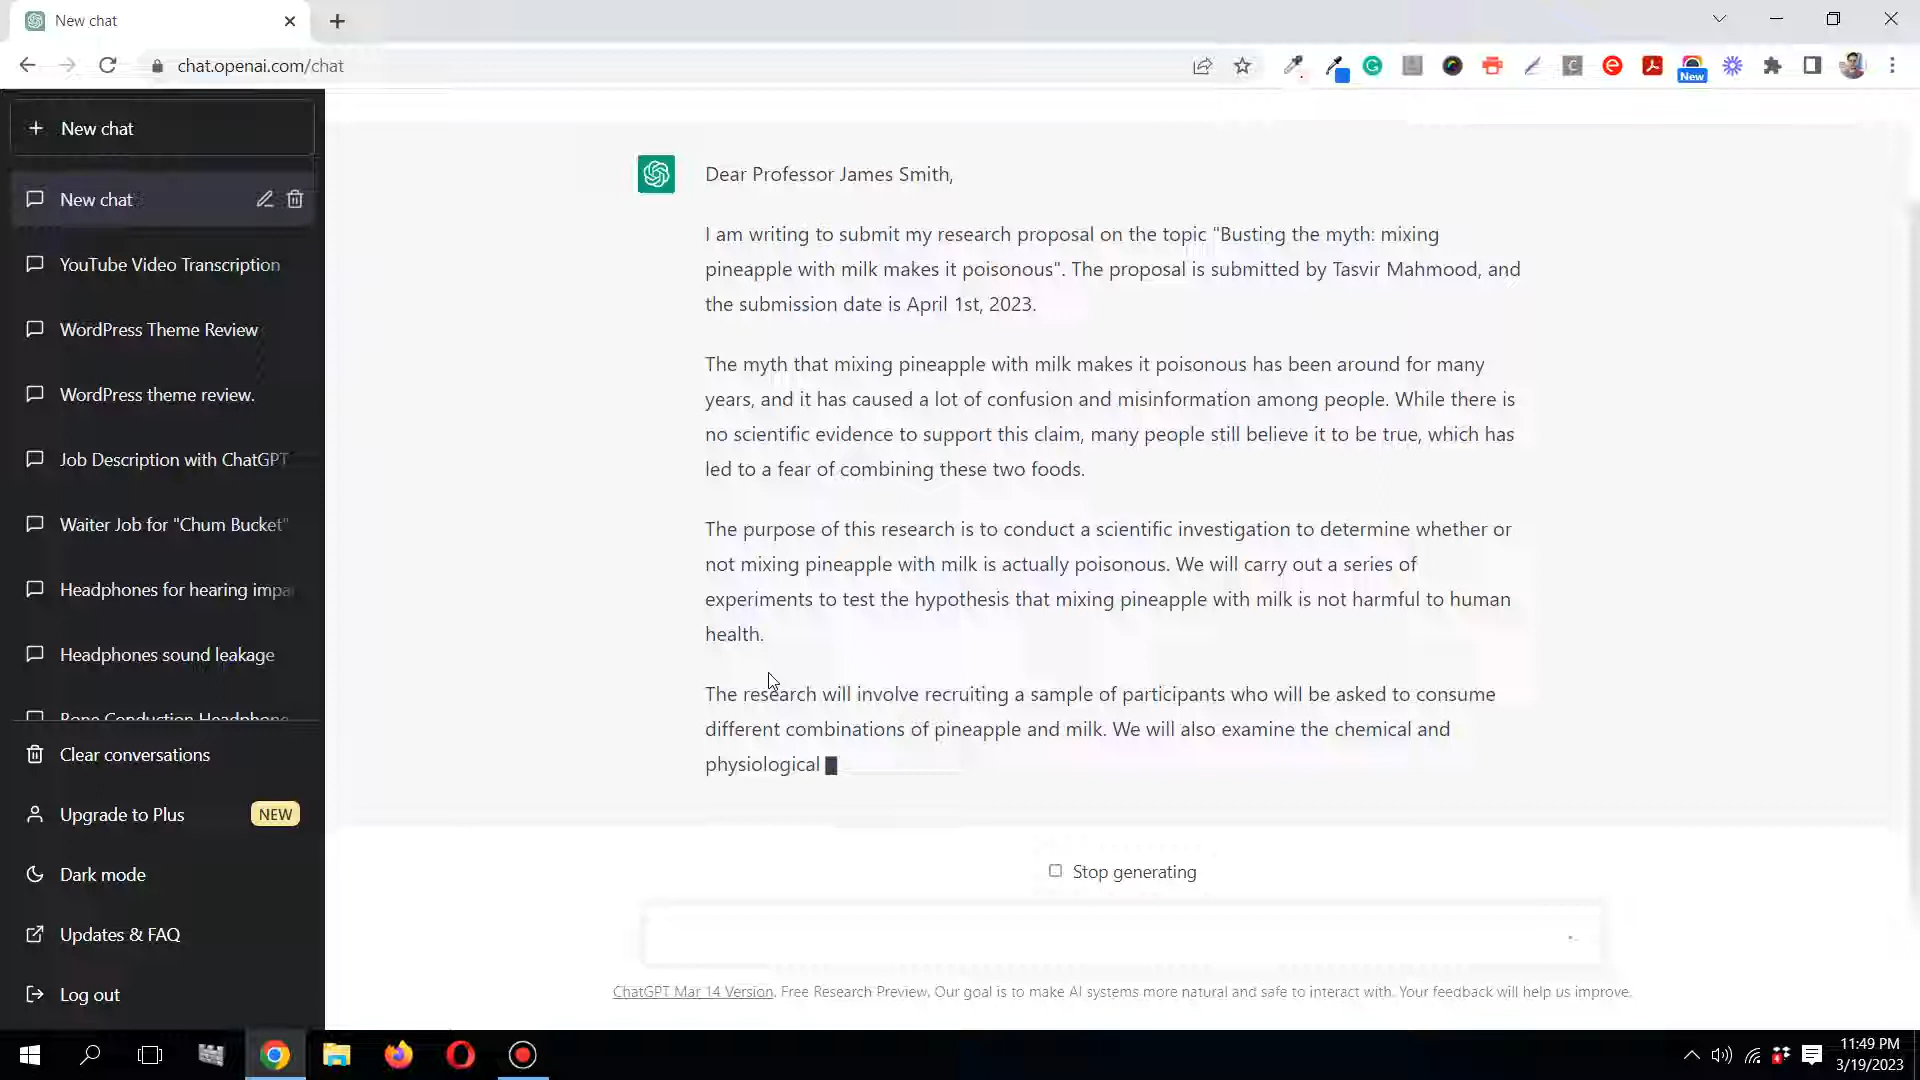 New chat
chat.openai.com/chat
New
New chat
New chat
YouTube Video Transcription
WordPress Theme Review
WordPress theme review.
Job Description with ChatGPT
Waiter Job for "Chum Bucket"
Headphones for hearing impa
Headphones sound leakage
Bone Conduction Headphone
Clear conversations
Upgrade to Plus
NEW
Dark mode
Updates & FAQ
Log out
Dear Professor James Smith,
I am writing to submit my research proposal on the topic "Busting the myth: mixing
pineapple with milk makes it poisonous". The proposal is submitted by Tasvir Mahmood, and
the submission date is April 1st, 2023.
The myth that mixing pineapple with milk makes it poisonous has been around for many
years, and it has caused a lot of confusion and misinformation among people. While there is
no scientific evidence to support this claim, many people still believe it to be true, which has
led to a fear of combining these two foods.
The purpose of this research is to conduct a scientific investigation to determine whether or
not mixing pineapple with milk is actually poisonous. We will carry out a series of
experiments to test the hypothesis that mixing pineapple with milk is not harmful to human
health.
The research will involve recruiting a sample of participants who will be asked to consume
different combinations of pineapple and milk. We will also examine the chemical and
physiological
Stop generating
ChatGPT Mar 14 Version. Free Research Preview. Our goal is to make AI systems more natural and safe to interact with. Your feedback will help us improve.
11:49 PM
3/19/2023